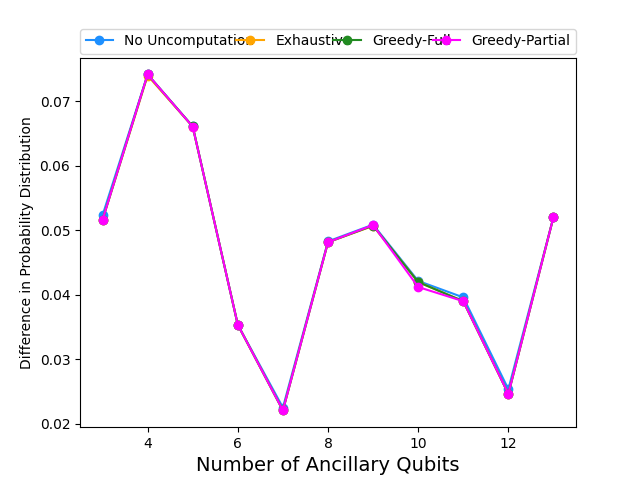 No Uncomputation Exhaustive Greedy-Full Greedy-Partial
0.07
0.06
0.05
0.04
0.03
0.02
Difference in Probability Distribution
4 6 8 10 12
Number of Ancillary Qubits